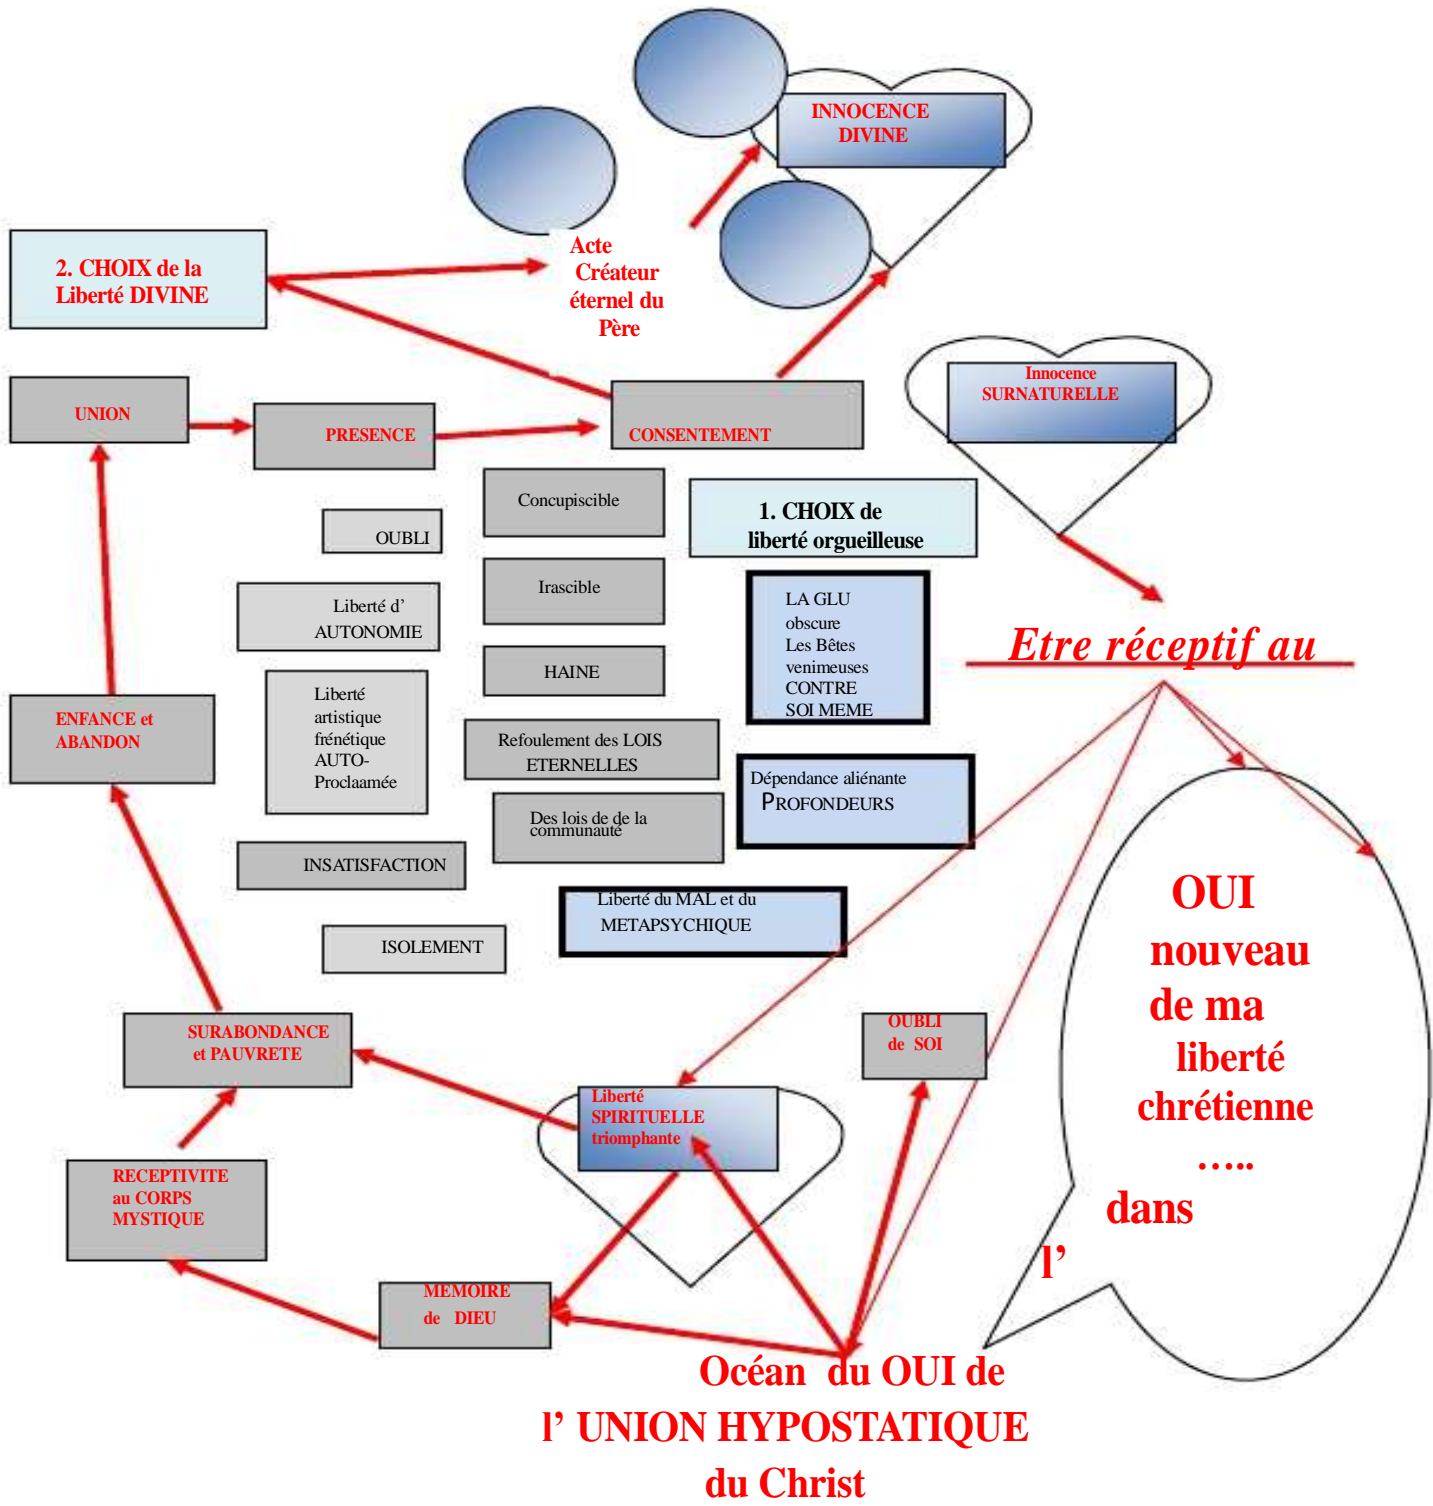 INNOCENCE
DIVINE
Acte
Créateur
éternel du
Père
2. CHOIX de la
Liberté DIVINE
Innocence
SURNATURELLE
UNION
PRESENCE
CONSENTEMENT
Concupiscible
1. CHOIX de
liberté orgueilleuse
OUBLI
Irascible
LA GLU
obscure
Les Bêtes
venimeuses
CONTRE
SOI MEME
Liberté d’
AUTONOMIE
Etre réceptif au
HAINE
Liberté
artistique
frénétique
AUTO-
Proclaamée
ENFANCE et
ABANDON
Refoulement des LOIS
ETERNELLES
Dépendance aliénante
PROFONDEURS
Des lois de de la
communauté
INSATISFACTION
Liberté du MAL et du
METAPSYCHIQUE
ISOLEMENT
OUI
nouveau
de ma
liberté
chrétienne
…..
dans
l’
SURABONDANCE
et PAUVRETE
OUBLI
de SOI
Liberté
SPIRITUELLE
triomphante
RECEPTIVITE
au CORPS
MYSTIQUE
MEMOIRE
de DIEU
Océan du OUI de
l’ UNION HYPOSTATIQUE
du Christ